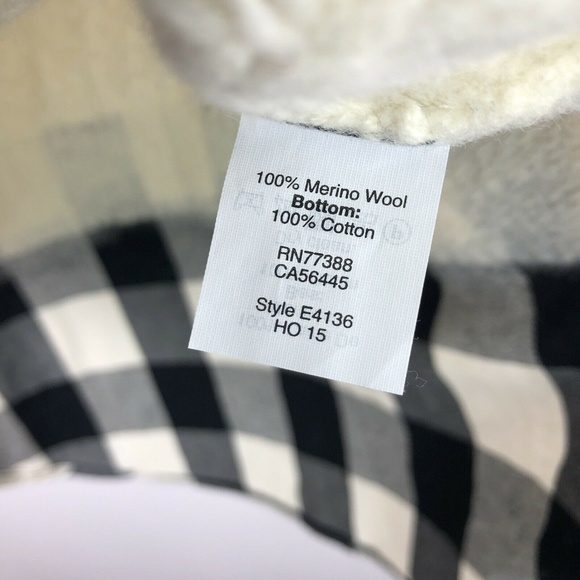 100% Merino Wool
Bottom:
100% Cotton
RN77388
CA56445
Style E4136
HO 15